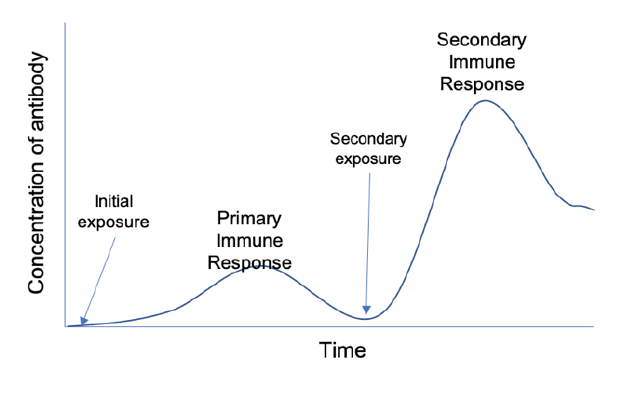 Secondary
Immune
Response
Secondary
exposure
Initial
exposure
Primary
Immune
Response
Concentration of antibody
Time